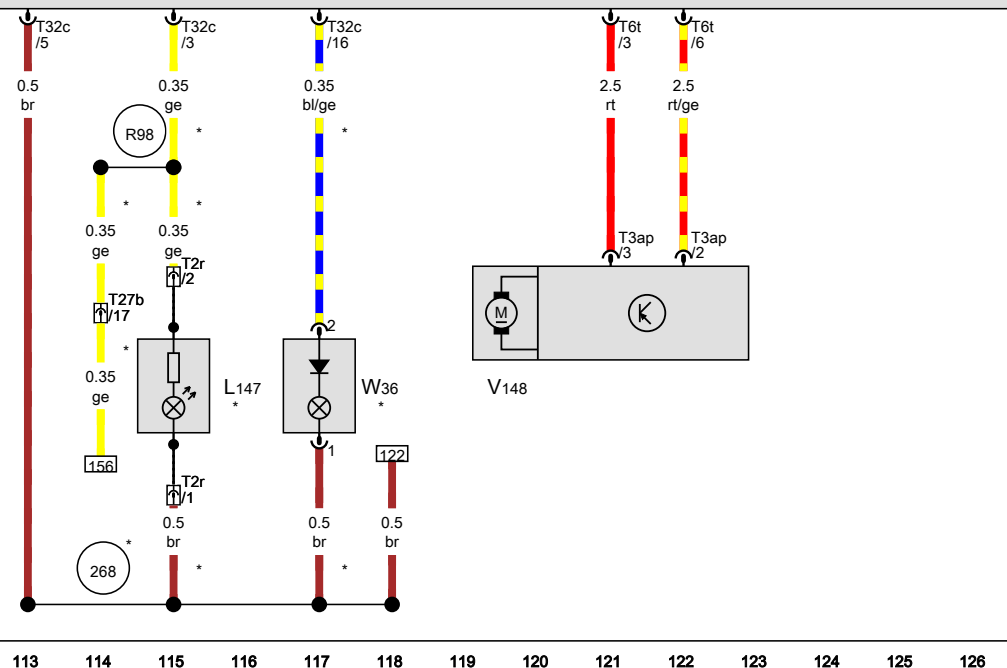 T32c
/5
T32c
/3
T32c
/16
T6t
/3
T6t
/6
0.5
br
0.35
ge
0.35
bl/ge
2.5
rt
2.5
rt/ge
R98
*
*
*
*
0.35
ge
0.35
ge
T3ap
/3
T3ap
/2
T2r
/2
T27b
/17
M
2
*
0.35
ge
L147
*
W36
*
V148
1
156
122
T2r
/1
0.5
br
0.5
br
0.5
br
*
268
*
*
113 114 115 116 117 118 119 120 121 122 123 124 125 126